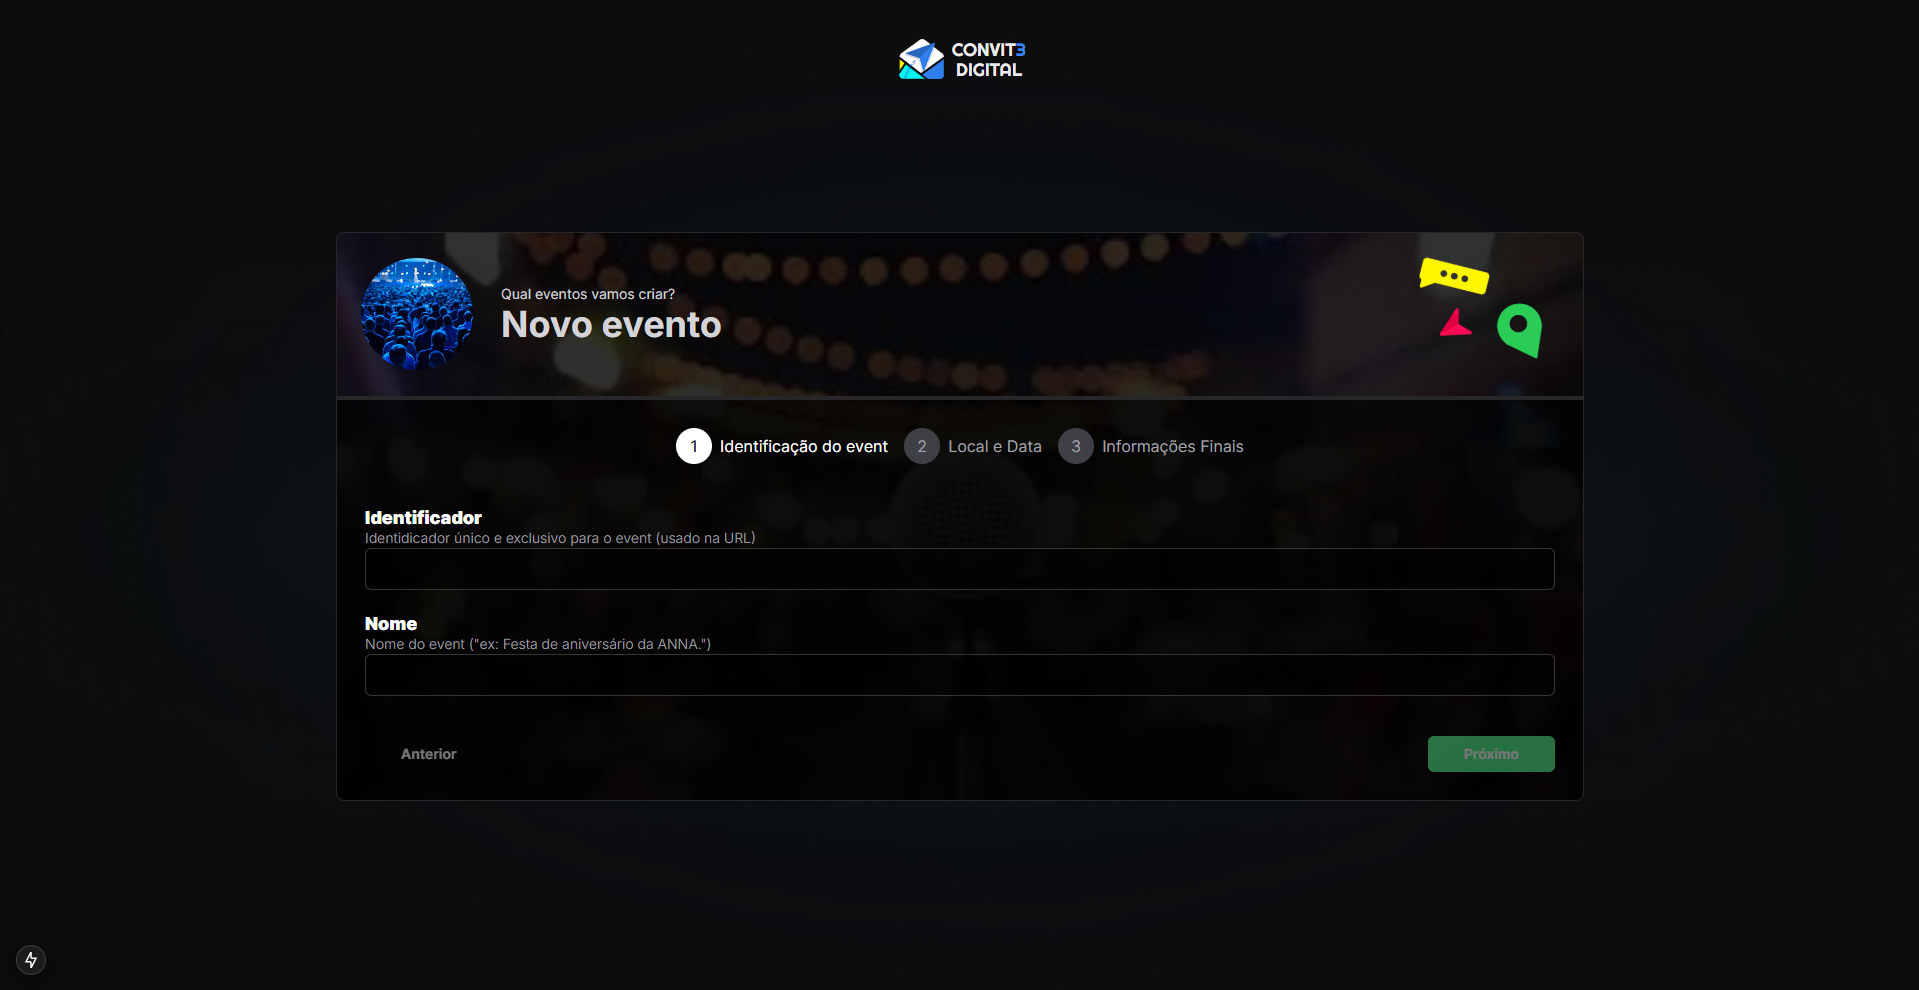 CONVIT3
DIGITAL
Qual eventos vamos criar?
Novo evento
1 Identificação do event 2 Local e Data 3 Informações Finais
Identificador
Identidicador único e exclusivo para o event (usado na URL)
Nome
Nome do event ("ex: Festa de aniversário da ANNA.")
Anterior Próximo